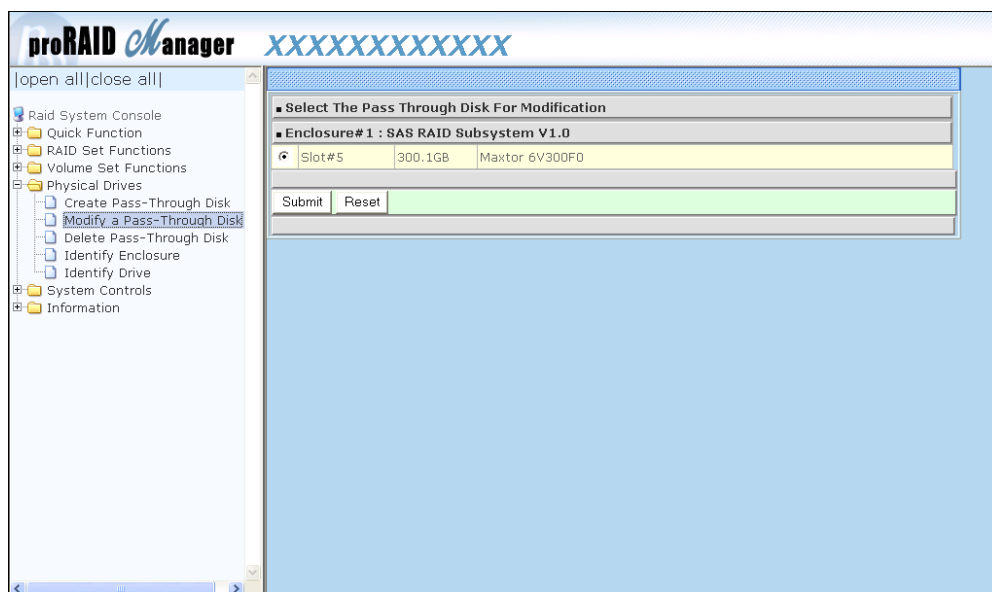 proRAID Manager XXXXXXXXXXXX
|open all|close all|
Raid System Console
Quick Function
RAID Set Functions
Volume Set Functions
Physical Drives
Create Pass-Through Disk
Modify a Pass-Through Disk
Delete Pass-Through Disk
Identify Enclosure
Identify Drive
System Controls
Information
Select The Pass Through Disk For Modification
Enclosure#1 : SAS RAID Subsystem V1.0
Slot#5 300.1GB Maxtor 6V300F0
Submit Reset